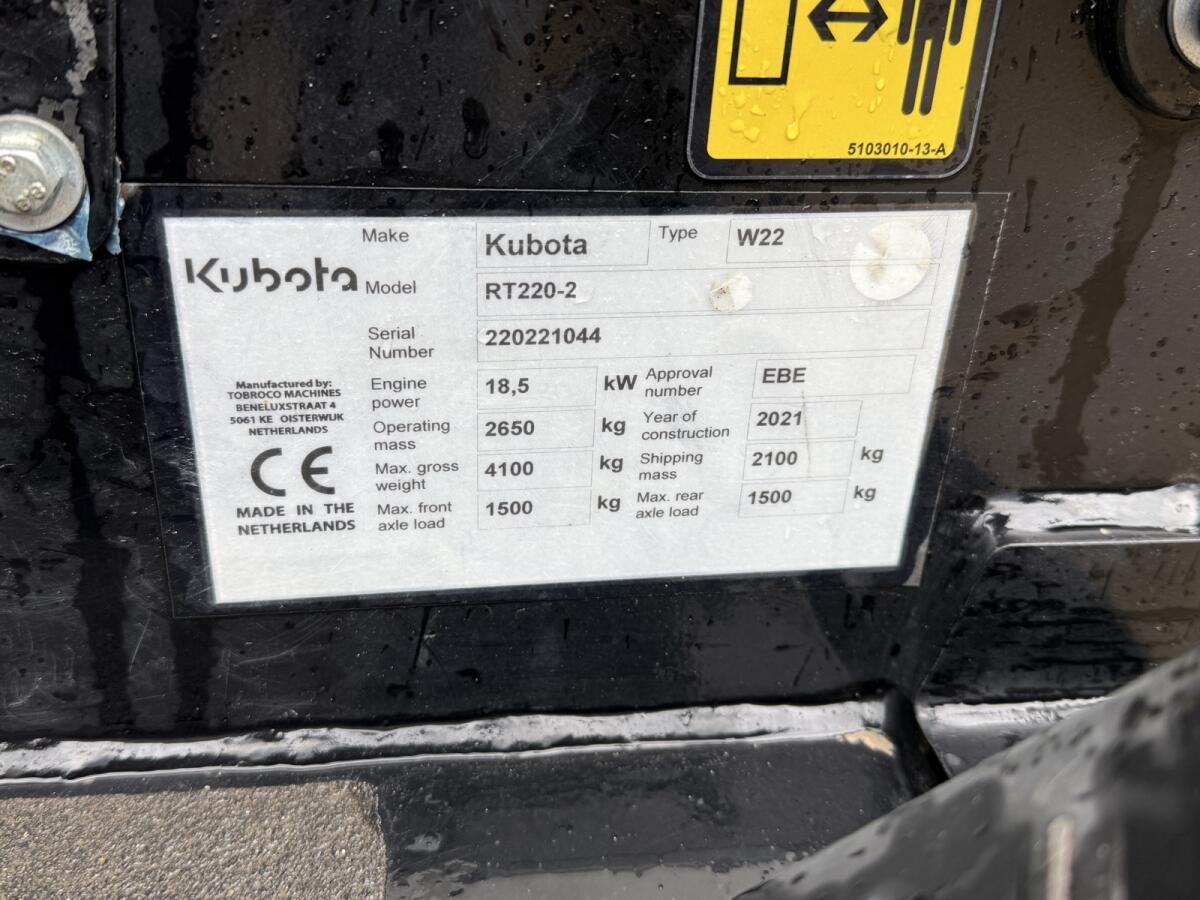 5103010-13-A
Make Kubota Type W22
Kubota
Model RT220-2
Serial Number 220221044
Manufactured by:
TOBROCO MACHINES
BENELUXSTRAAT 4
5061 KE OISTERWIJK
NETHERLANDS
CE
MADE IN THE
NETHERLANDS
Engine power 18,5 kW Approval number EBE
Operating mass 2650 kg Year of construction 2021
Max. gross weight 4100 kg Shipping mass 2100 kg
Max. front axle load 1500 kg Max. rear axle load 1500 kg